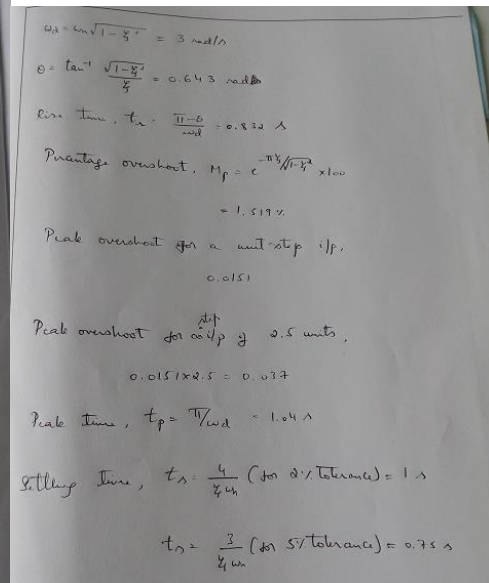 ωd = ωn√1-ξ² = 3 rad/s
θ = tan⁻¹ √1-ξ² / ξ = 0.643 rad
Rise time, tr = π-θ / ωd = 0.832 s
Percentage overshoot, Mp = e^-πξ/√1-ξ² ×100
= 1.519%
Peak overshoot for a unit-step i/p,
0.0151
Peak overshoot for step i/p of 2.5 units,
0.0151×2.5 = 0.037
Peak time, tp = π/ωd = 1.04 s
Settling time, ts = 4 / ξωn (for 2% Tolerance) = 1 s
ts = 3 / ξωn (for 5% tolerance) = 0.75 s